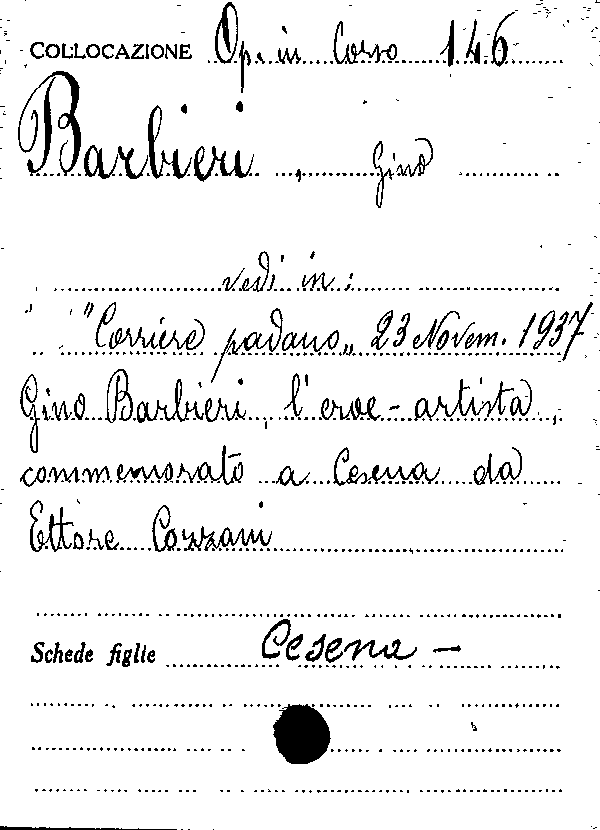 COLLOCAZIONE Op. in Corso 146
Barbieri, Gino
vedi in:
"Corriere padano„ 23 Novem. 1937
Gino Barbieri, l'eroe-artista,
commemorato a Cesena da
Ettore Cozzani
Schede figlie Cesena -